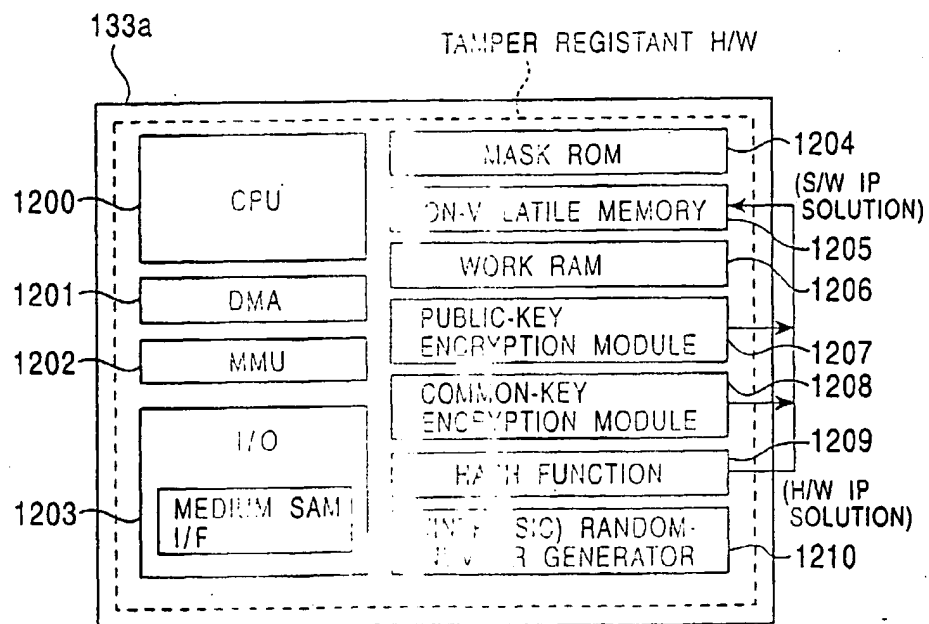 133a
TAMPER REGISTANT H/W
1200
CPU
1201
DMA
1202
MMU
1203
I/O
MEDIUM SAM
I/F
MASK ROM
1204
(S/W IP
SOLUTION)
MEMORY
1205
WORK RAM
1206
PUBLIC-KEY
ENCRYPTION MODULE
1207
COMMON-KEY
ENCRYPTION MODULE
1208
FUNCTION
1209
(H/W IP
SOLUTION)
RANDOM-
GENERATOR
1210